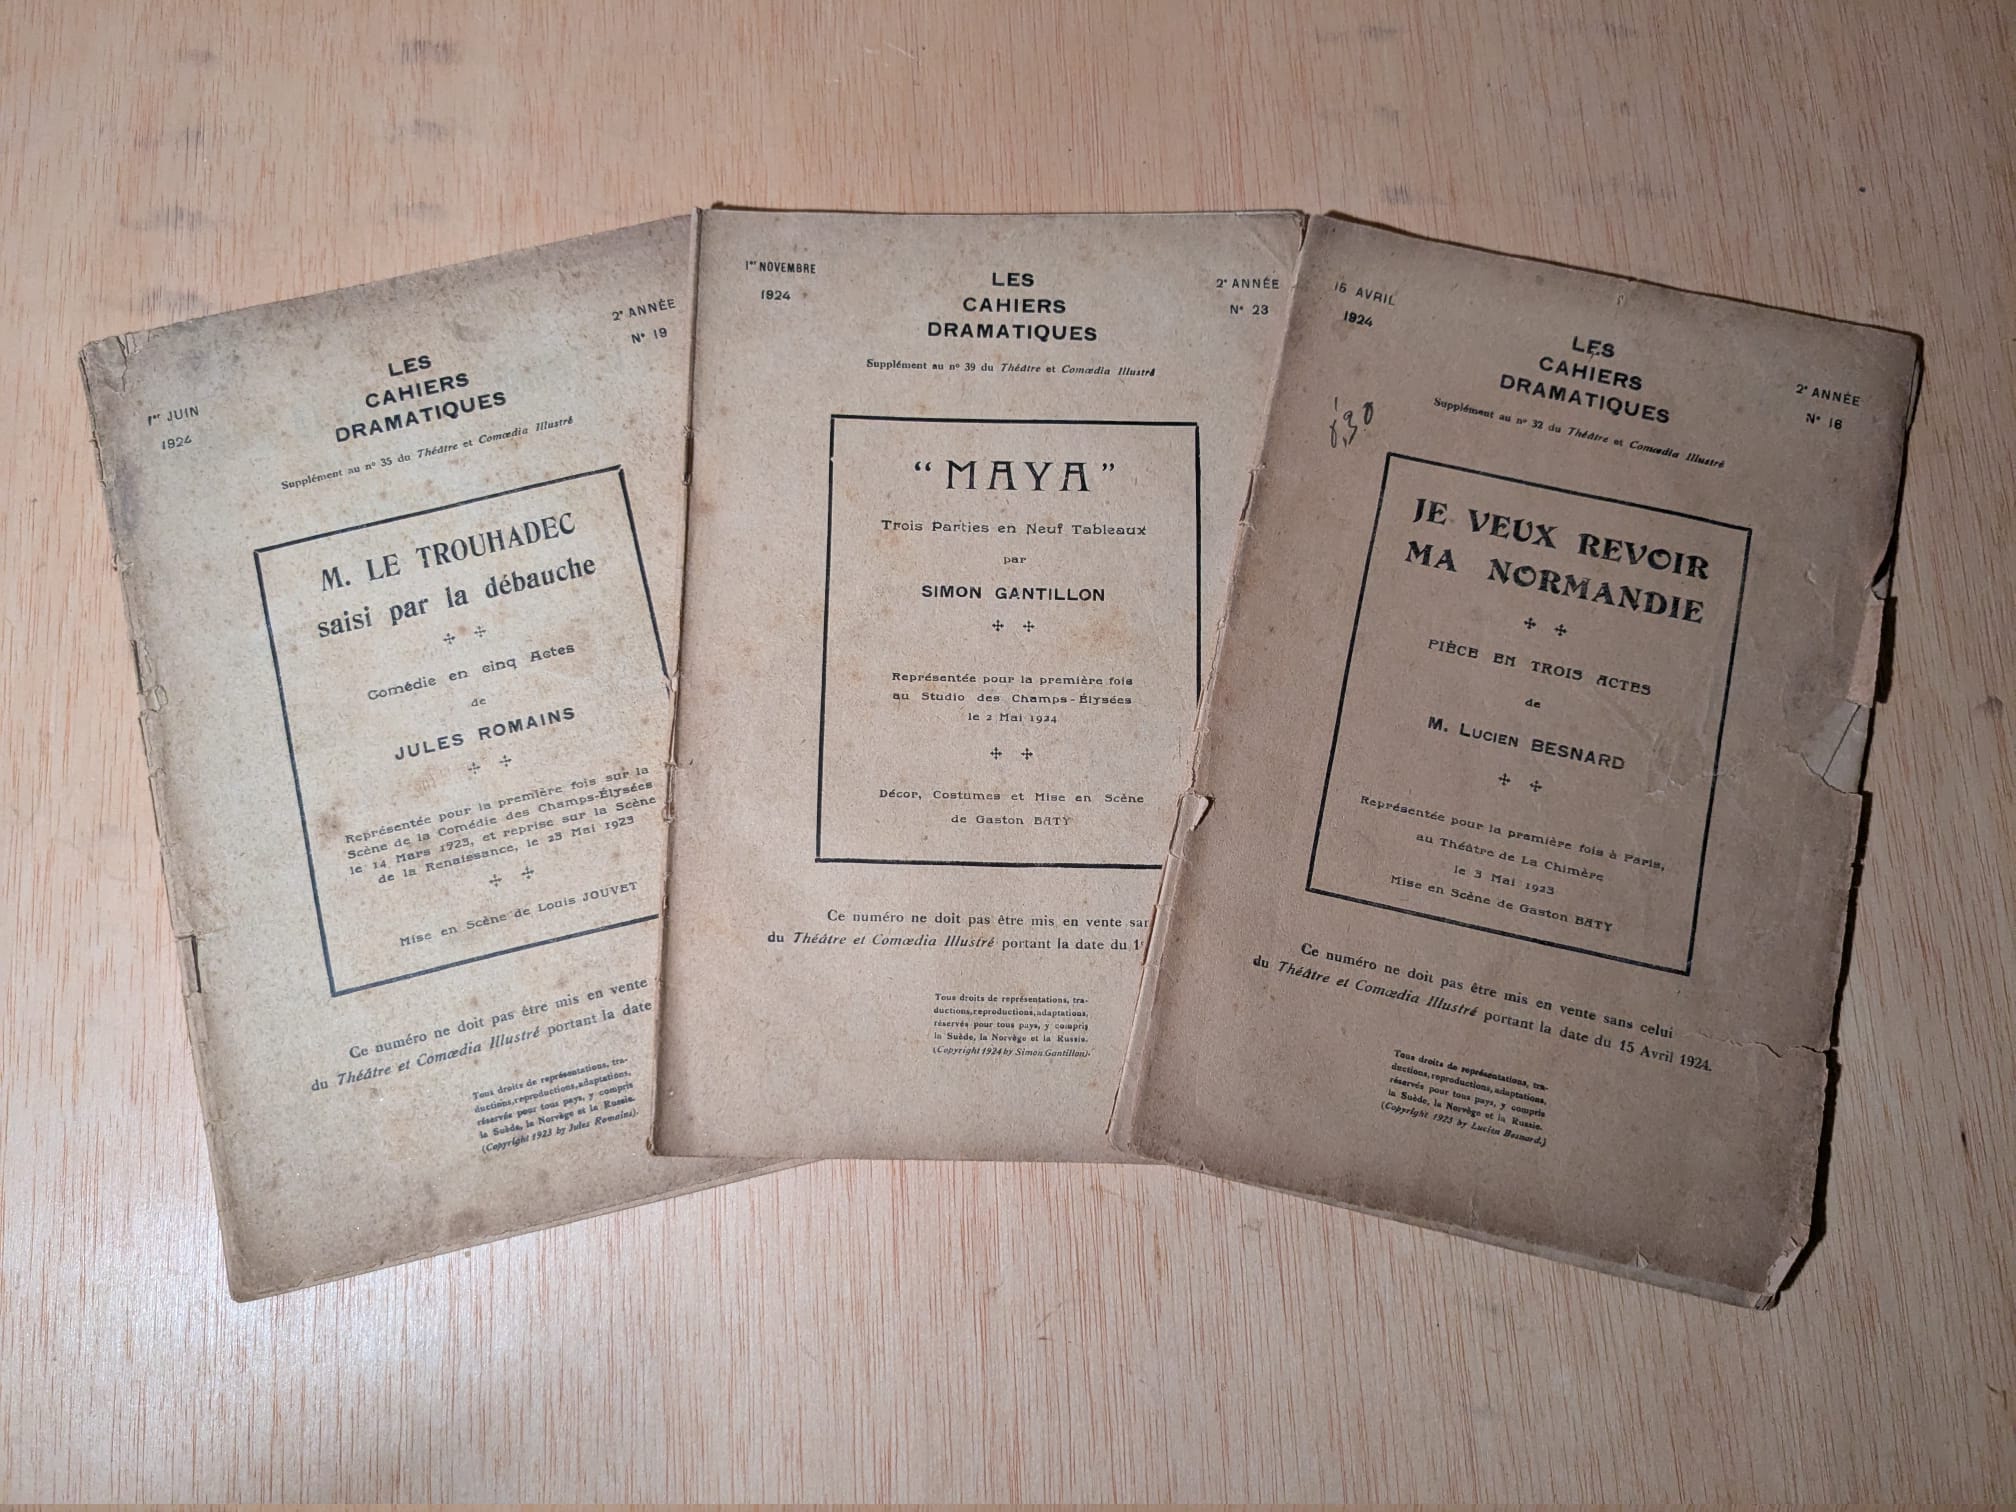 1er JUIN
1924
2e ANNÉE
N° 19
LES
CAHIERS
DRAMATIQUES
Supplément au n° 35 du Théâtre et Comœdia Illustré
M. LE TROUHADEC
saisi par la débauche
Comédie en cinq Actes
de
JULES ROMAINS
Représentée pour la première fois sur la
Scène de la Comédie des Champs-Élysées
le 14 Mars 1923, et reprise sur la Scène
de la Renaissance, le 23 Mai 1923
Mise en Scène de Louis JOUVET
Ce numéro ne doit pas être mis en vente
du Théâtre et Comœdia Illustré portant la date
Tous droits de représentations, tra-
ductions, reproductions, adaptations,
réservés pour tous pays, y compris
la Suède, la Norvège et la Russie.
(Copyright 1923 by Jules Romains).
1er NOVEMBRE
1924
2e ANNÉE
N° 23
LES
CAHIERS
DRAMATIQUES
Supplément au n° 39 du Théâtre et Comœdia Illustré
“MAYA”
Trois Parties en Neuf Tableaux
par
SIMON GANTILLON
Représentée pour la première fois
au Studio des Champs-Élysées
le 2 Mai 1924
Décor, Costumes et Mise en Scène
de Gaston BATY
Ce numéro ne doit pas être mis en vente
du Théâtre et Comœdia Illustré portant la date du
Tous droits de représentations, tra-
ductions, reproductions, adaptations,
réservés pour tous pays, y compris
la Suède, la Norvège et la Russie.
(Copyright 1924 by Simon Gantillon).
15 AVRIL
1924
2e ANNÉE
N° 16
LES
CAHIERS
DRAMATIQUES
Supplément au n° 32 du Théâtre et Comœdia Illustré
JE VEUX REVOIR
MA NORMANDIE
PIÈCE EN TROIS ACTES
de
M. LUCIEN BESNARD
Représentée pour la première fois à Paris,
au Théâtre de La Chimère
le 3 Mai 1923
Mise en Scène de Gaston BATY
Ce numéro ne doit pas être mis en vente sans celui
du Théâtre et Comœdia Illustré portant la date du 15 Avril 1924.
Tous droits de représentations, tra-
ductions, reproductions, adaptations,
réservés pour tous pays, y compris
la Suède, la Norvège et la Russie.
(Copyright 1923 by Lucien Besnard.)